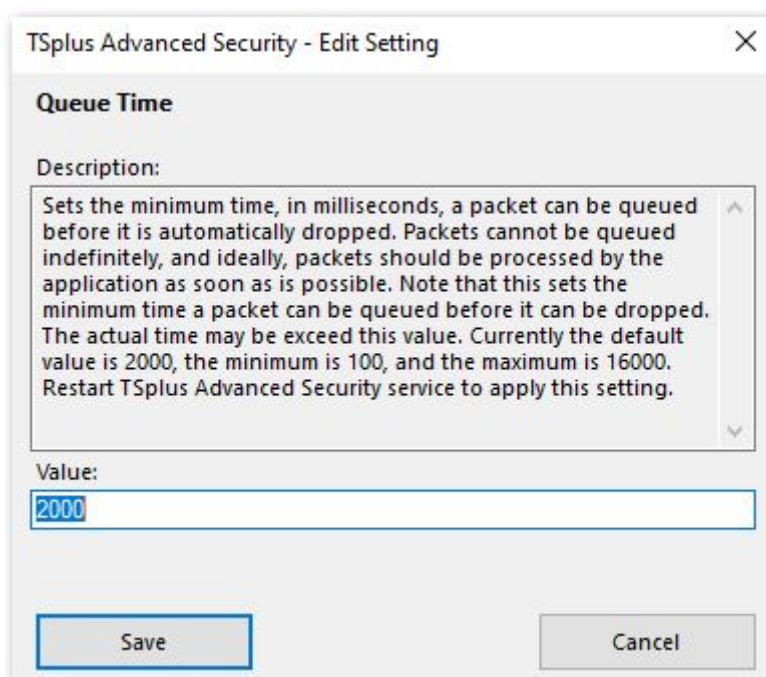 TSplus Advanced Security - Edit Setting
Queue Time
Description:
Sets the minimum time, in milliseconds, a packet can be queued
before it is automatically dropped. Packets cannot be queued
indefinitely, and ideally, packets should be processed by the
application as soon as is possible. Note that this sets the
minimum time a packet can be queued before it can be dropped.
The actual time may be exceed this value. Currently the default
value is 2000, the minimum is 100, and the maximum is 16000.
Restart TSplus Advanced Security service to apply this setting.
Value:
2000
Save Cancel